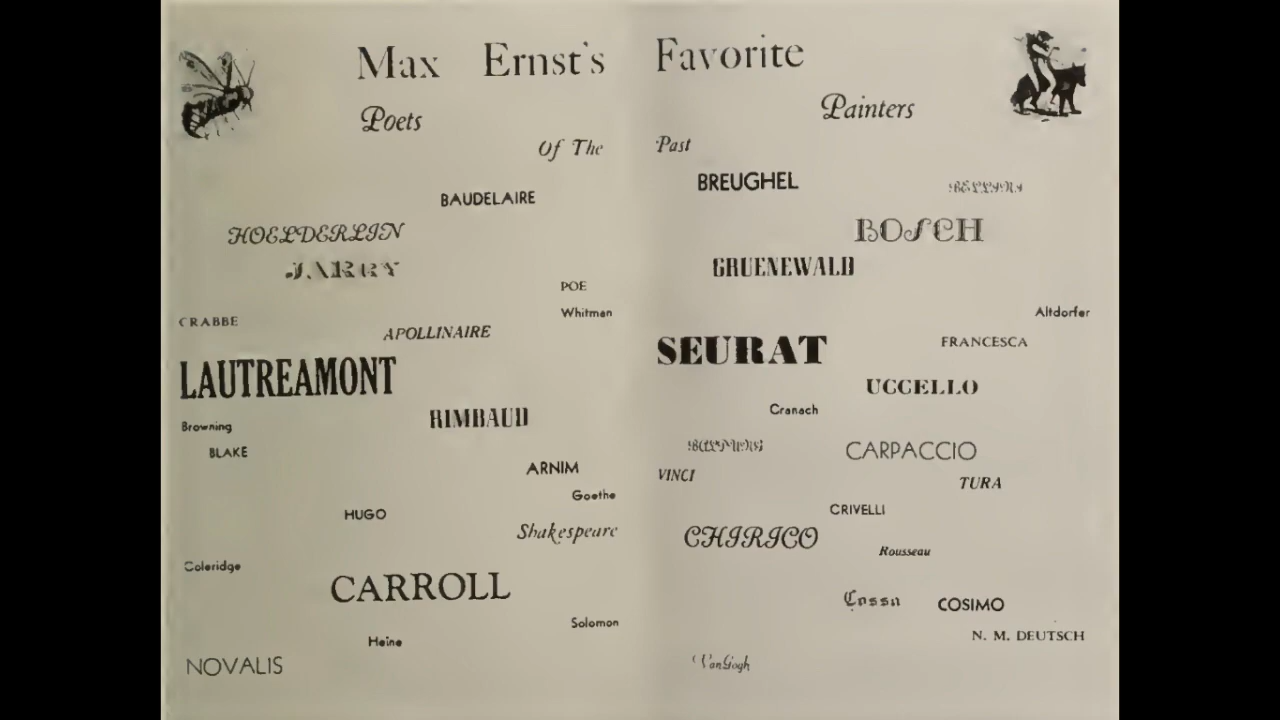 Max Ernst's Favorite
Poets
Painters
Of The Past
BAUDELAIRE
HOELDERLIN
JARRY
POE
Whitman
CRABBE
APOLLINAIRE
LAUTREAMONT
RIMBAUD
Browning
BLAKE
ARNIM
Goethe
HUGO
Shakespeare
Coleridge
CARROLL
Solomon
Heine
NOVALIS
BREUGHEL
BELLINI
BOSCH
GRUENEWALD
Altdorfer
SEURAT
FRANCESCA
UCCELLO
Cranach
CARPACCIO
VINCI
TURA
CRIVELLI
CHIRICO
Rousseau
Cossa
COSIMO
N. M. DEUTSCH
VanGogh